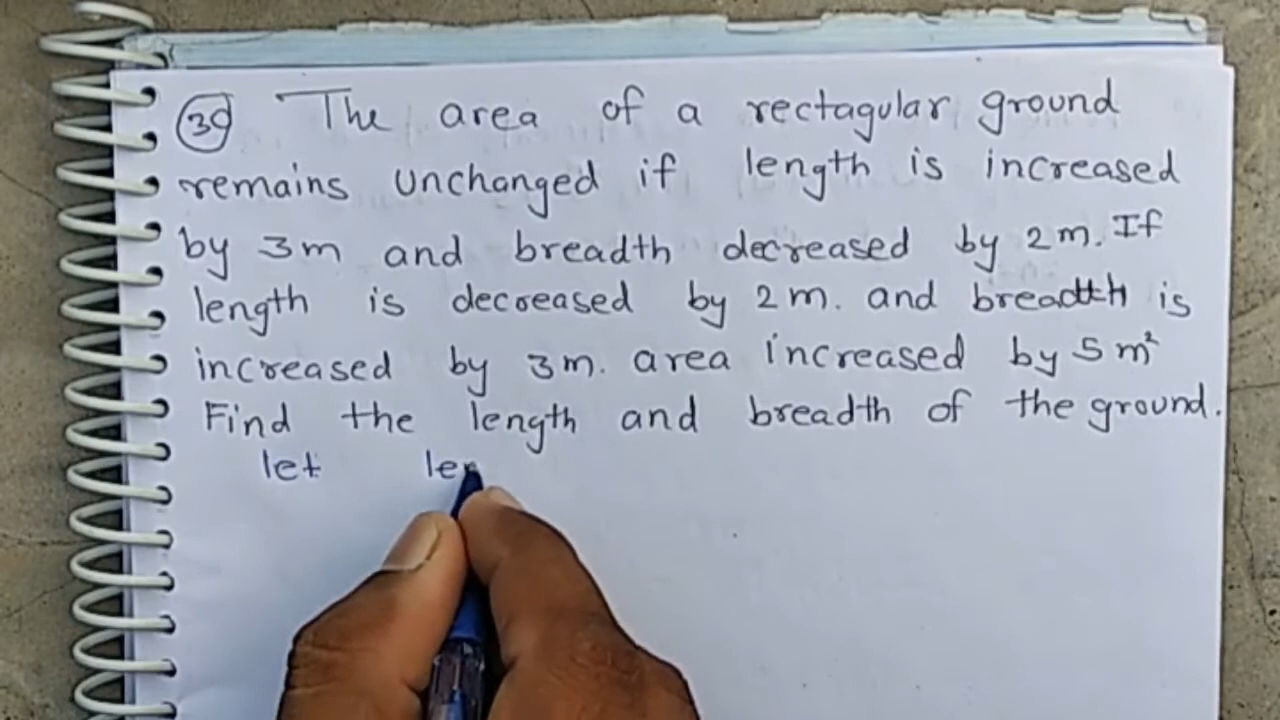 39 The area of a rectagular ground
remains unchanged if length is increased
by 3m and breadth decreased by 2m. If
length is decreased by 2m. and breadth is
increased by 3m. area increased by 5m²
Find the length and breadth of the ground.
let len